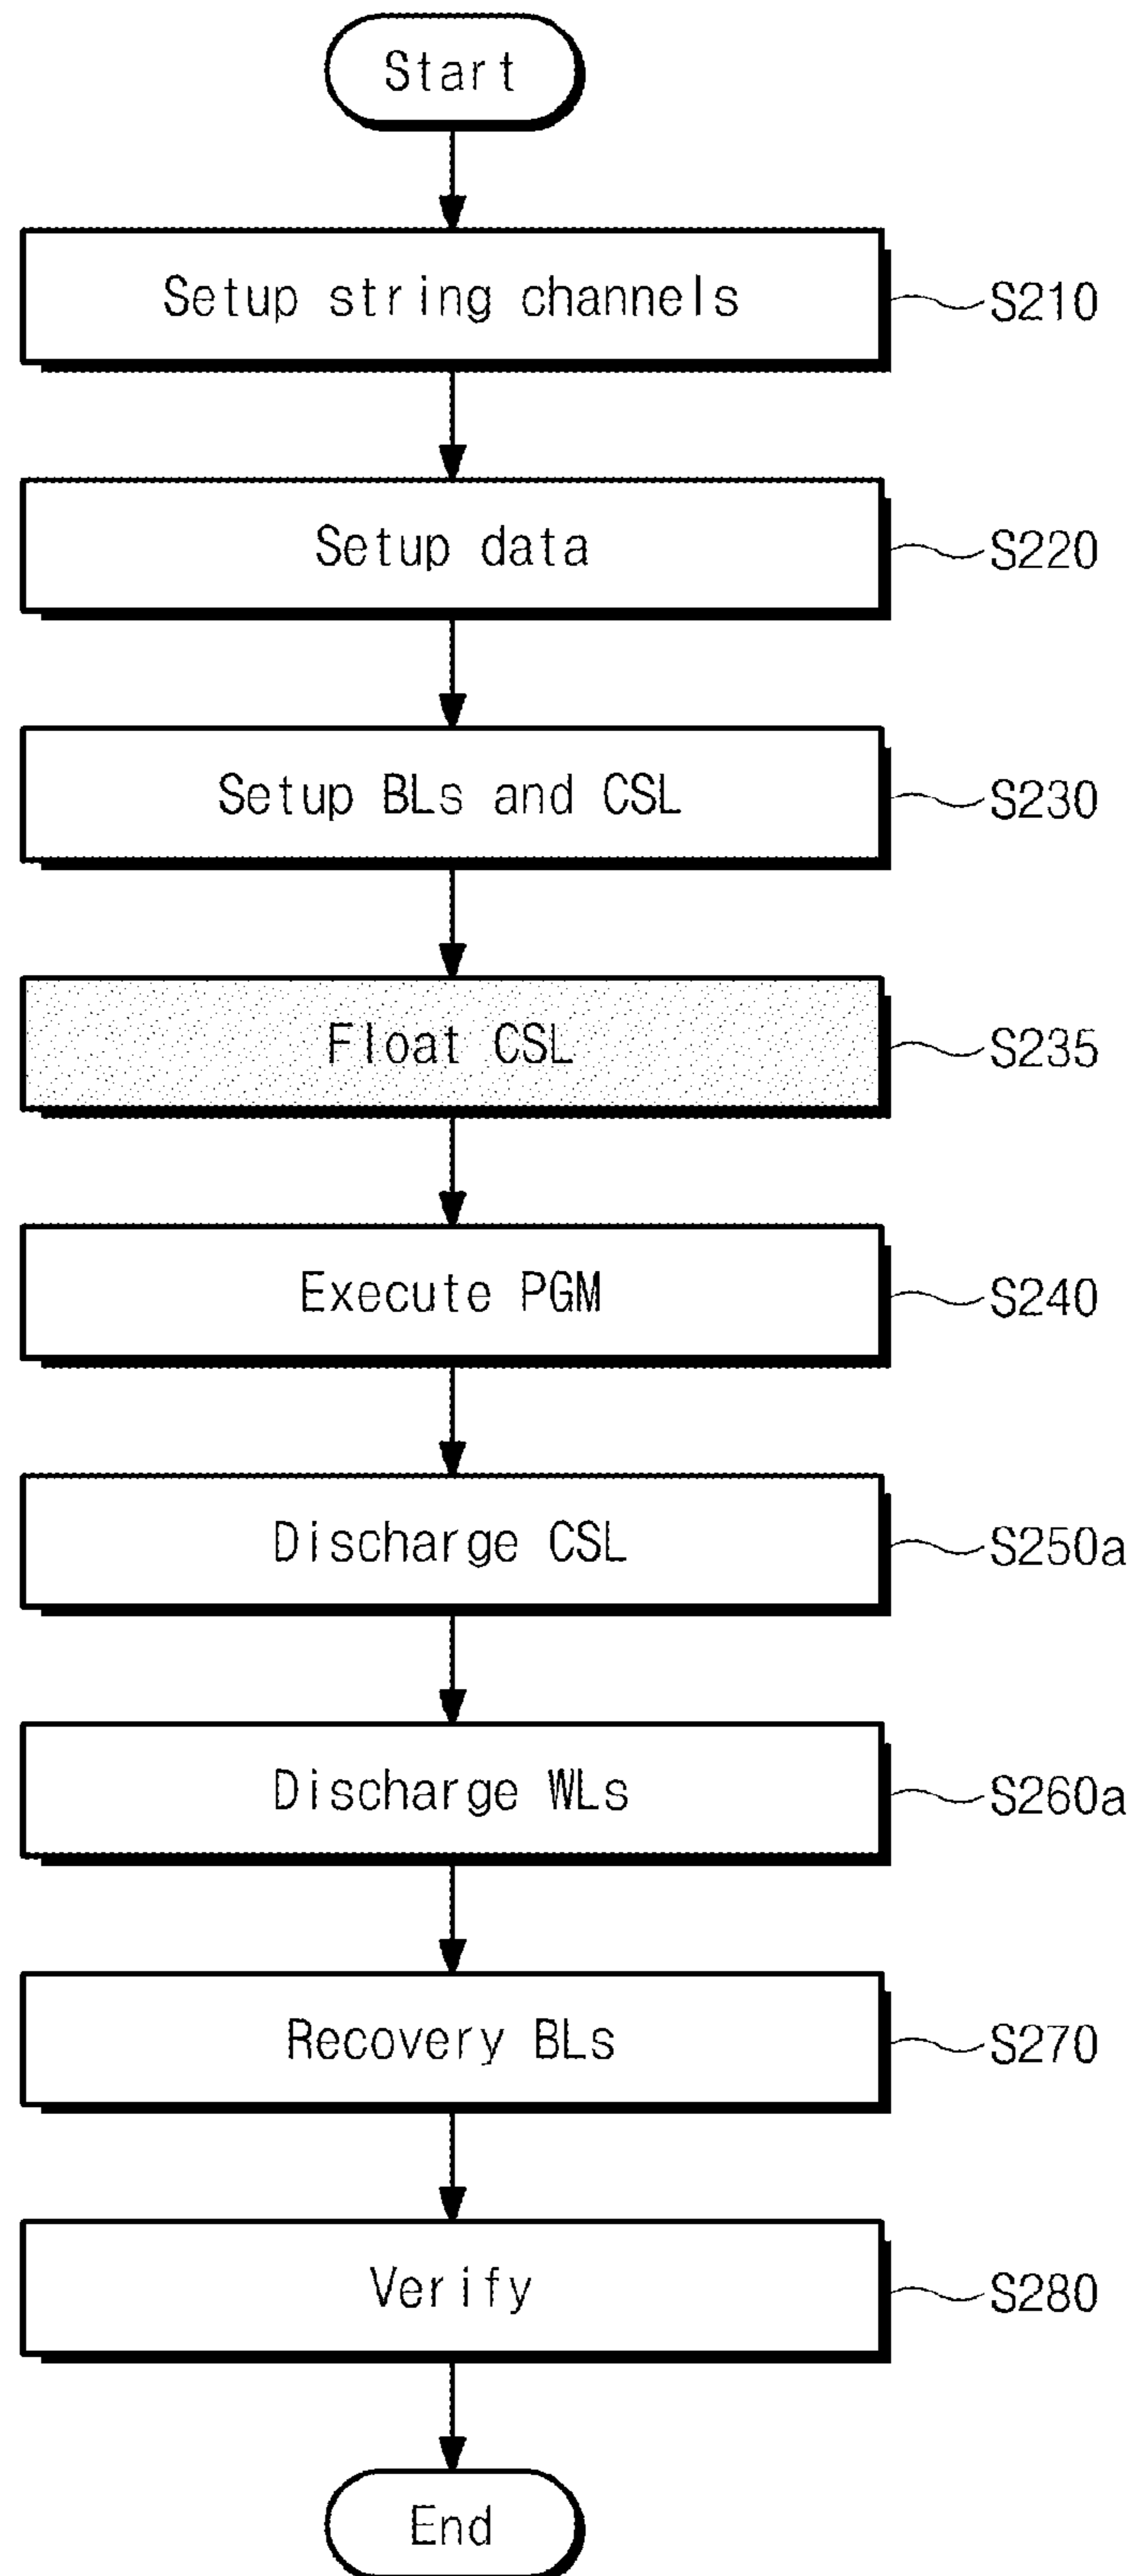 Start
Setup string channels
S210
Setup data
S220
Setup BLs and CSL
S230
Float CSL
S235
Execute PGM
S240
Discharge CSL
S250a
Discharge WLs
S260a
Recovery BLs
S270
Verify
S280
End